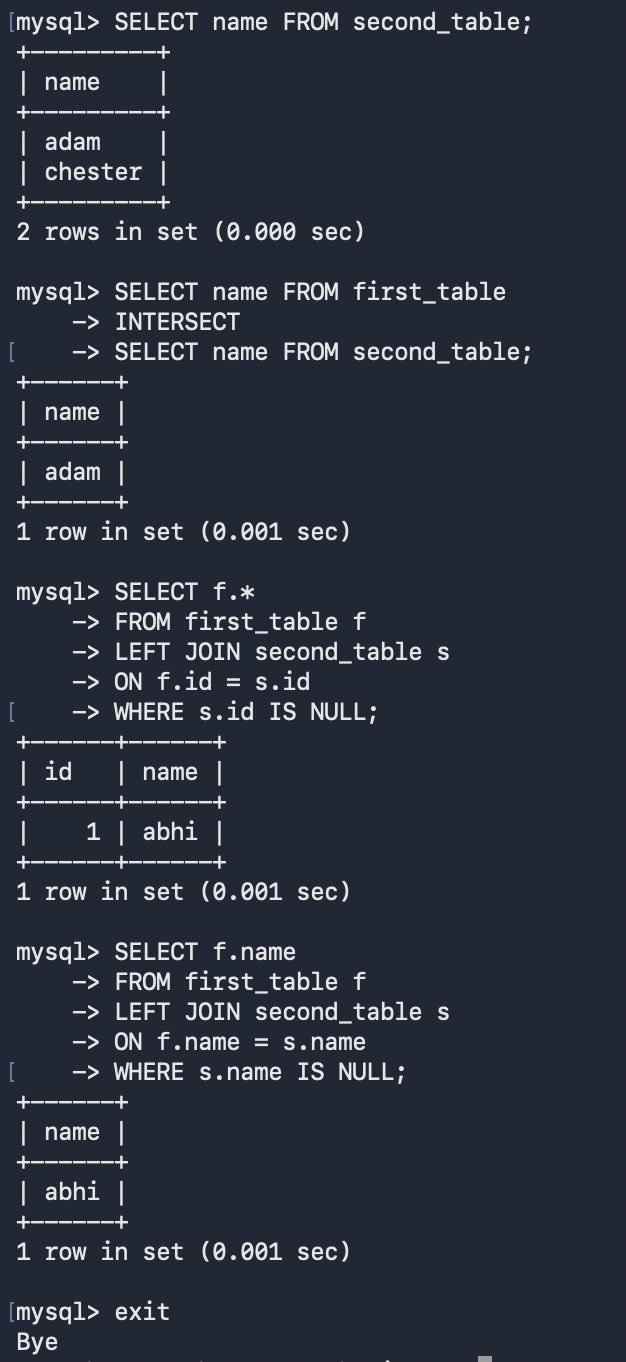 [mysql> SELECT name FROM second_table;
+---------+
| name    |
+---------+
| adam    |
| chester |
+---------+
2 rows in set (0.000 sec)
mysql> SELECT name FROM first_table
    -> INTERSECT
[    -> SELECT name FROM second_table;
+------+
| name |
+------+
| adam |
+------+
1 row in set (0.001 sec)
mysql> SELECT f.*
    -> FROM first_table f
    -> LEFT JOIN second_table s
    -> ON f.id = s.id
[    -> WHERE s.id IS NULL;
+------+------+
| id   | name |
+------+------+
|    1 | abhi |
+------+------+
1 row in set (0.001 sec)
mysql> SELECT f.name
    -> FROM first_table f
    -> LEFT JOIN second_table s
    -> ON f.name = s.name
[    -> WHERE s.name IS NULL;
+------+
| name |
+------+
| abhi |
+------+
1 row in set (0.001 sec)
[mysql> exit
Bye